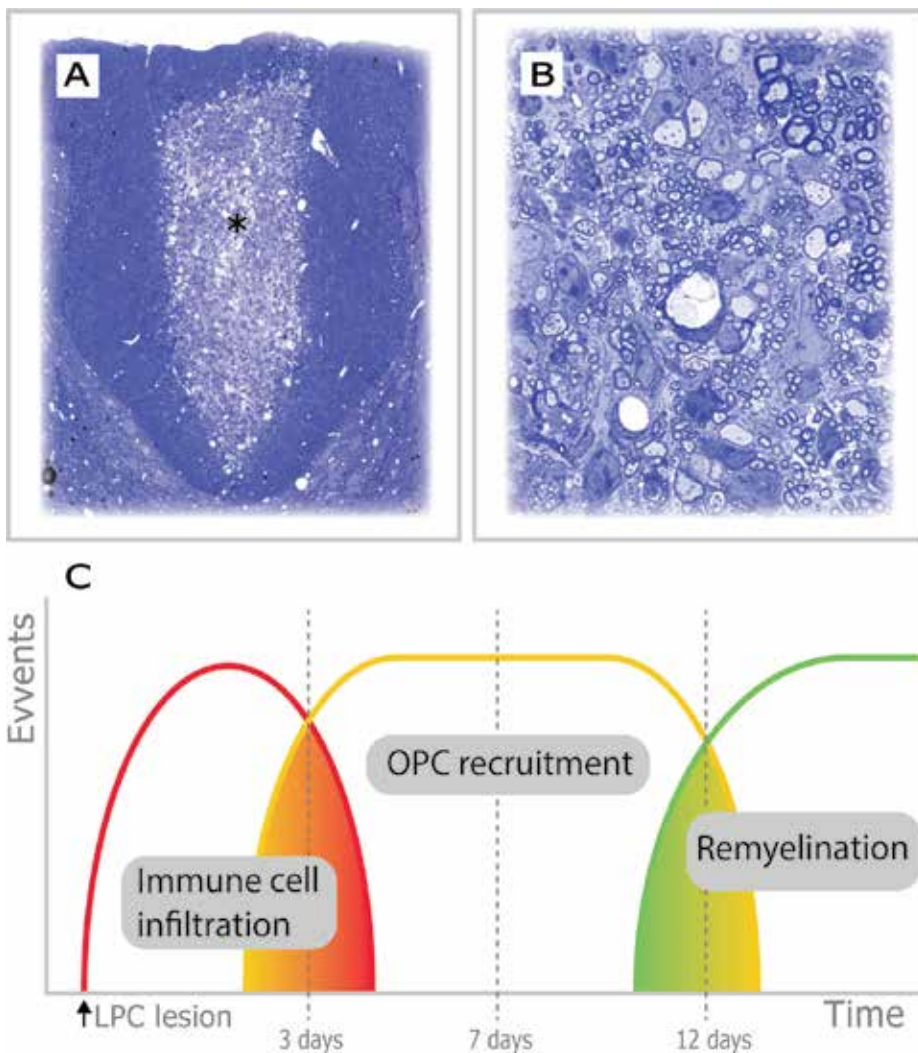 A
B
*
C
Evvents
OPC recruitment
Remyelination
Immune cell
infiltration
LPC lesion
Time
3 days
7 days
12 days